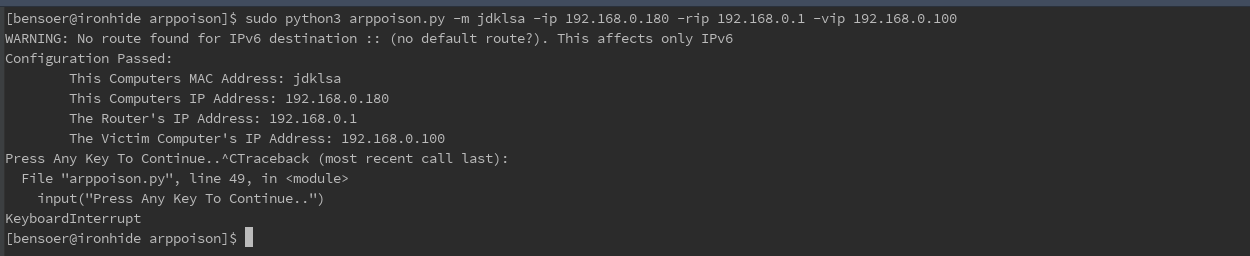 [bensoer@ironhide arppoison]$ sudo python3 arppoison.py -m jdklsa -ip 192.168.0.180 -rip 192.168.0.1 -vip 192.168.0.100
WARNING: No route found for IPv6 destination :: (no default route?). This affects only IPv6
Configuration Passed:
        This Computers MAC Address: jdklsa
        This Computers IP Address: 192.168.0.180
        The Router's IP Address: 192.168.0.1
        The Victim Computer's IP Address: 192.168.0.100
Press Any Key To Continue..^CTraceback (most recent call last):
  File "arppoison.py", line 49, in <module>
    input("Press Any Key To Continue..")
KeyboardInterrupt
[bensoer@ironhide arppoison]$